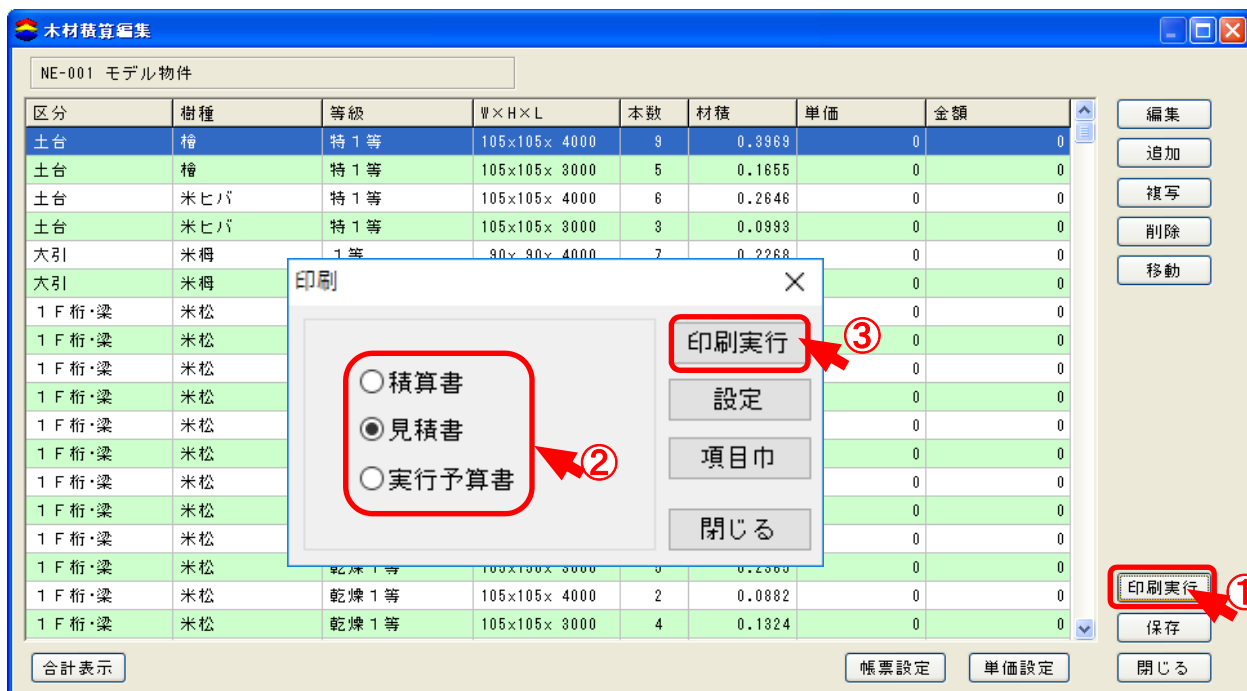 木材積算編集
NE-001 モデル物件
区分 樹種 等級 W×H×L 本数 材積 単価 金額
土台 檜 特1等 105x105x 4000 9 0.3969 0 0
土台 檜 特1等 105x105x 3000 5 0.1655 0 0
土台 米ヒバ 特1等 105x105x 4000 6 0.2646 0 0
土台 米ヒバ 特1等 105x105x 3000 3 0.0993 0 0
大引 米栂 1等 90x 90x 4000 7 0.2268 0 0
大引 米栂 0 0
1F桁・梁 米松 0 0
1F桁・梁 米松 0 0
1F桁・梁 米松 0 0
1F桁・梁 米松 0 0
1F桁・梁 米松 0 0
1F桁・梁 米松 0 0
1F桁・梁 米松 0 0
1F桁・梁 米松 0 0
1F桁・梁 米松 0 0
1F桁・梁 米松 乾燥1等 0 0
1F桁・梁 米松 乾燥1等 105x105x 4000 2 0.0882 0 0
1F桁・梁 米松 乾燥1等 105x105x 3000 4 0.1324 0 0
編集
追加
複写
削除
移動
印刷
積算書
見積書
実行予算書
②
印刷実行
③
設定
項目巾
閉じる
印刷実行
①
保存
合計表示 帳票設定 単価設定 閉じる